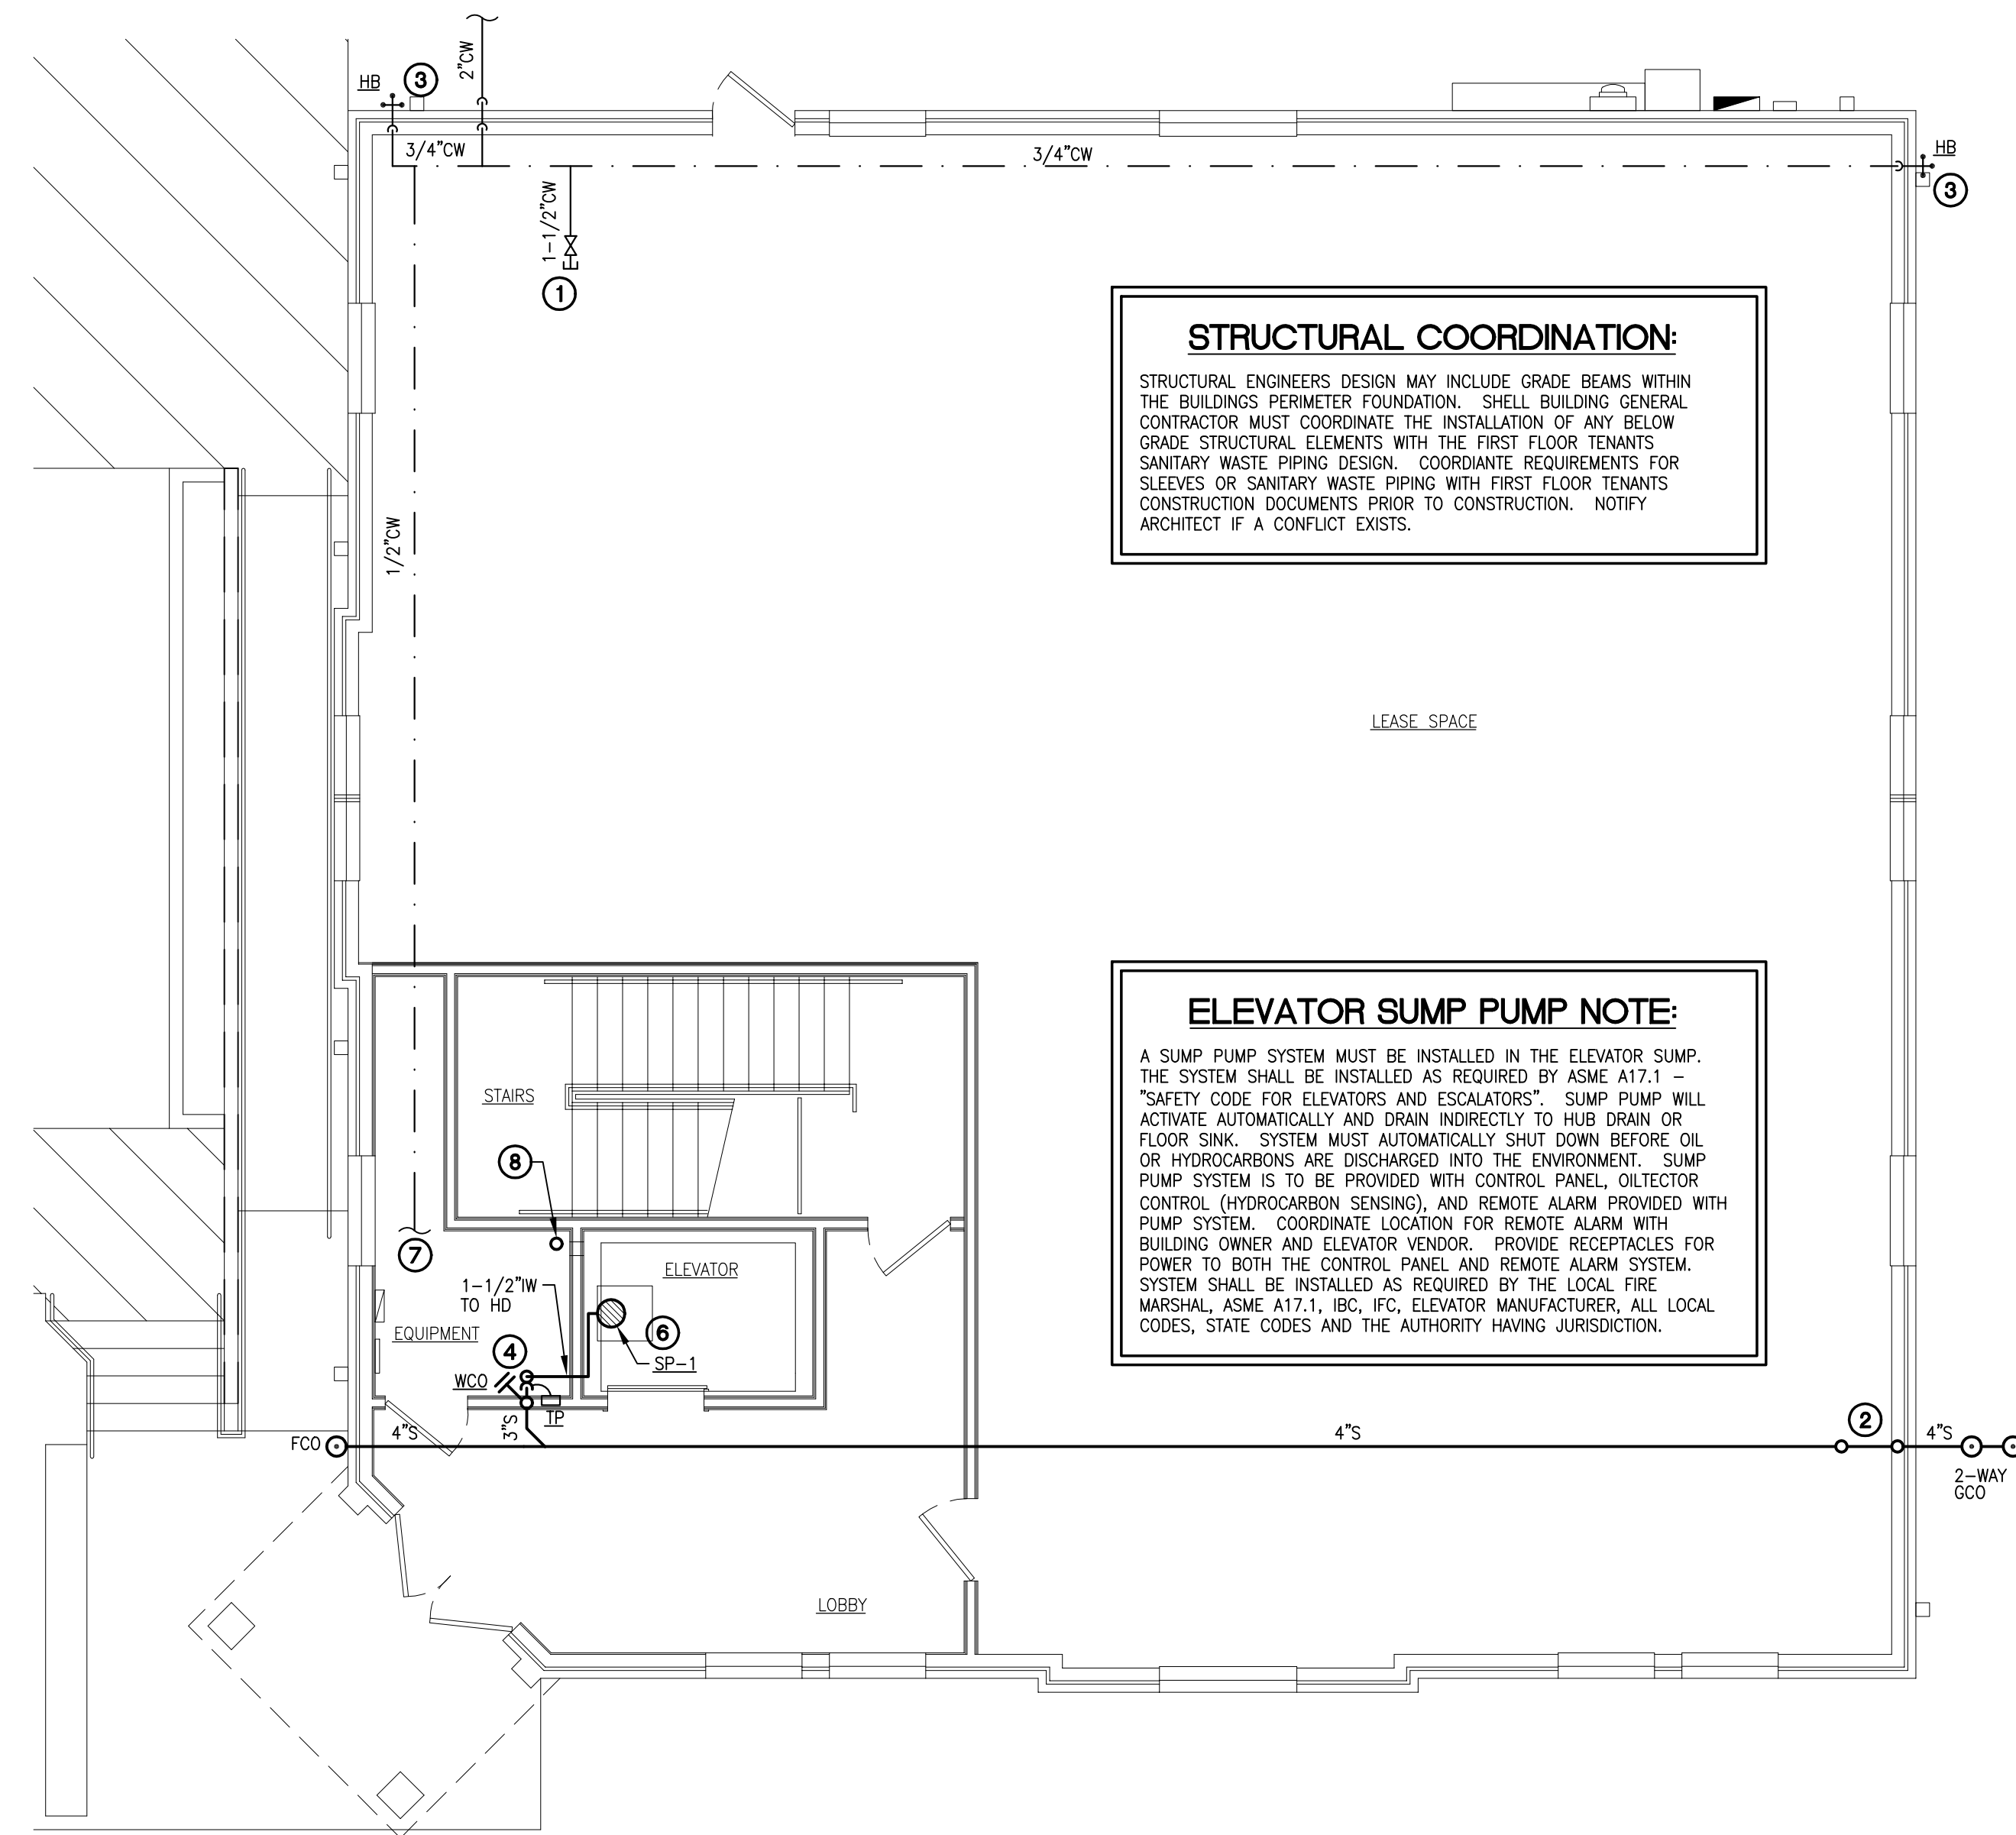 2"CW
HB
3
3/4"CW
3/4"CW
HB
3
1-1/2"CW
1
STRUCTURAL COORDINATION:
STRUCTURAL ENGINEERS DESIGN MAY INCLUDE GRADE BEAMS WITHIN
THE BUILDINGS PERIMETER FOUNDATION. SHELL BUILDING GENERAL
CONTRACTOR MUST COORDINATE THE INSTALLATION OF ANY BELOW
GRADE STRUCTURAL ELEMENTS WITH THE FIRST FLOOR TENANTS
SANITARY WASTE PIPING DESIGN. COORDIANTE REQUIREMENTS FOR
SLEEVES OR SANITARY WASTE PIPING WITH FIRST FLOOR TENANTS
CONSTRUCTION DOCUMENTS PRIOR TO CONSTRUCTION. NOTIFY
ARCHITECT IF A CONFLICT EXISTS.
1/2"CW
LEASE SPACE
ELEVATOR SUMP PUMP NOTE:
A SUMP PUMP SYSTEM MUST BE INSTALLED IN THE ELEVATOR SUMP.
THE SYSTEM SHALL BE INSTALLED AS REQUIRED BY ASME A17.1 –
"SAFETY CODE FOR ELEVATORS AND ESCALATORS". SUMP PUMP WILL
ACTIVATE AUTOMATICALLY AND DRAIN INDIRECTLY TO HUB DRAIN OR
FLOOR SINK. SYSTEM MUST AUTOMATICALLY SHUT DOWN BEFORE OIL
OR HYDROCARBONS ARE DISCHARGED INTO THE ENVIRONMENT. SUMP
PUMP SYSTEM IS TO BE PROVIDED WITH CONTROL PANEL, OILTECTOR
CONTROL (HYDROCARBON SENSING), AND REMOTE ALARM PROVIDED WITH
PUMP SYSTEM. COORDINATE LOCATION FOR REMOTE ALARM WITH
BUILDING OWNER AND ELEVATOR VENDOR. PROVIDE RECEPTACLES FOR
POWER TO BOTH THE CONTROL PANEL AND REMOTE ALARM SYSTEM.
SYSTEM SHALL BE INSTALLED AS REQUIRED BY THE LOCAL FIRE
MARSHAL, ASME A17.1, IBC, IFC, ELEVATOR MANUFACTURER, ALL LOCAL
CODES, STATE CODES AND THE AUTHORITY HAVING JURISDICTION.
STAIRS
8
7
ELEVATOR
1-1/2"IW
TO HD
EQUIPMENT
6
4
SP-1
WCO
TP
3"S
FCO
4"S
4"S
2
4"S
2-WAY
GCO
LOBBY